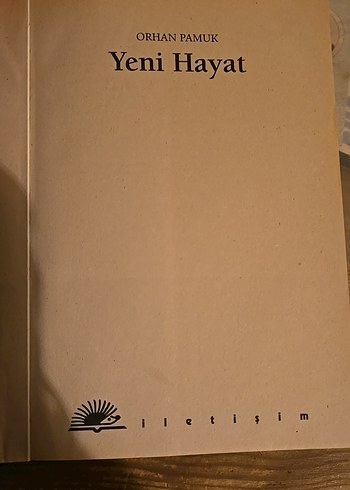 ORHAN PAMUK
Yeni Hayat
iletişim